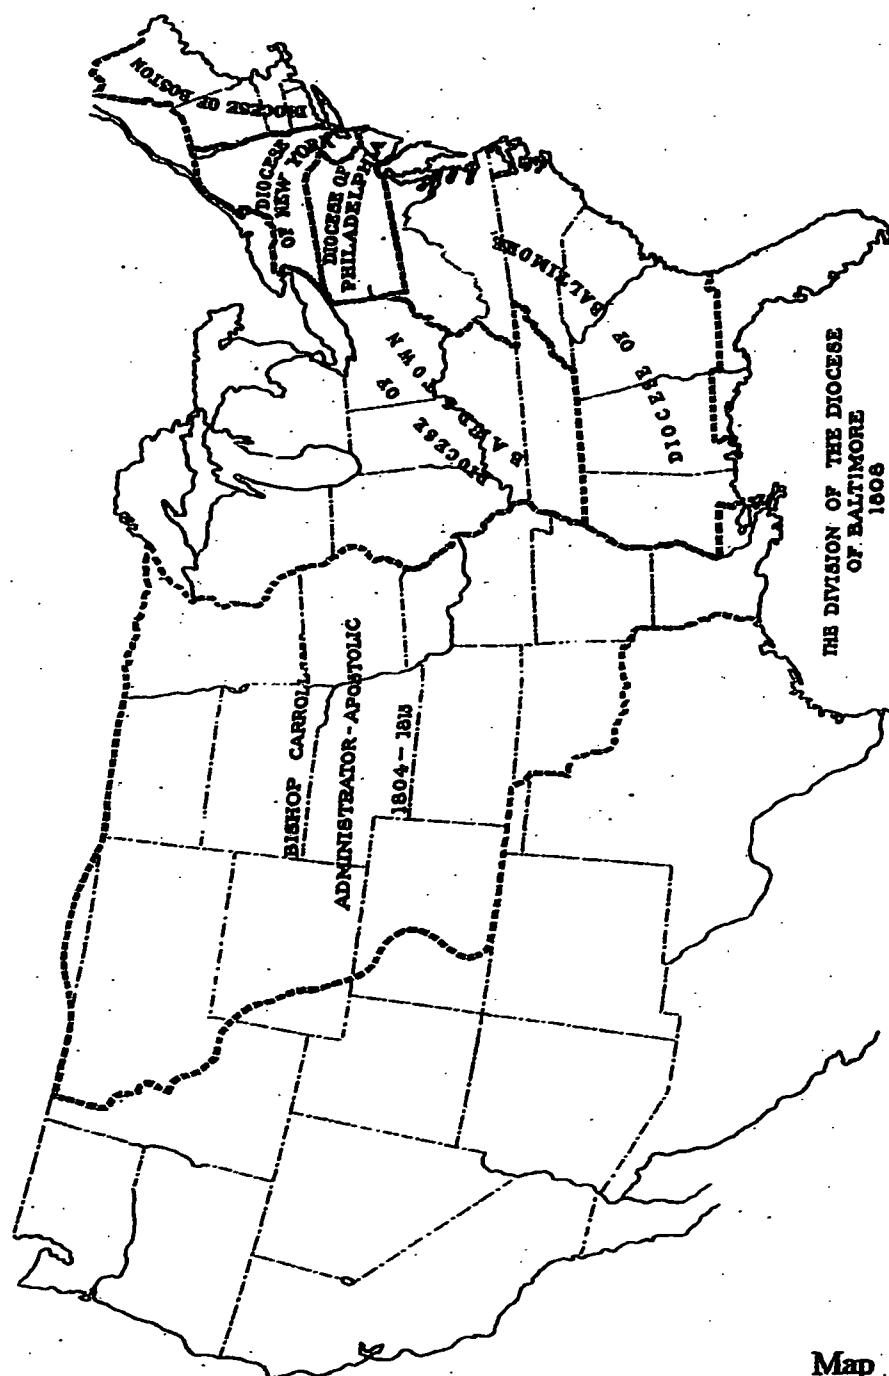 DIOCESE OF BOSTON
DIOCESE
OF NEW YORK
DIOCESE OF
PHILADELPHIA
DIOCESE OF
BARDSTOWN
DIOCESE OF
BALTIMORE
BISHOP CARROLL
ADMINISTRATOR-APOSTOLIC
1804-1815
THE DIVISION OF THE DIOCESE
OF BALTIMORE
1808
Map